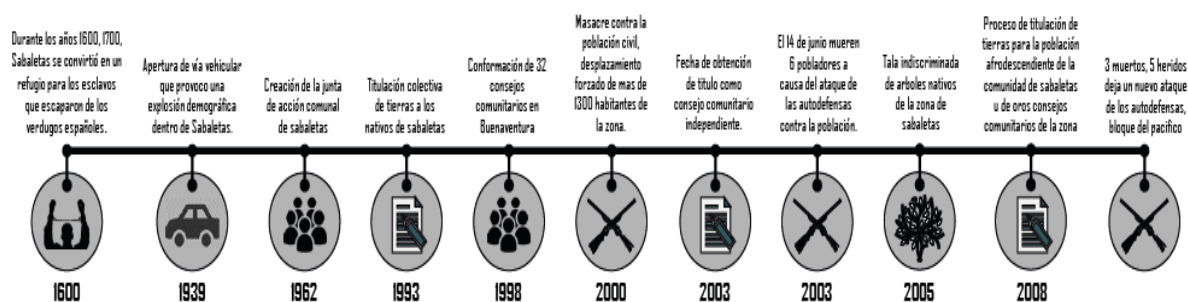 Durante los años 1600, 1700,
Sabaletas se convirtió en un
refugio para los esclavos
que escaparon de los
verdugos españoles.
Apertura de vía vehicular
que provoco una
explosión demográfica
dentro de Sabaletas.
Creación de la junta
de acción comunal
de sabaletas
Titulación colectiva
de tierras a los
nativos de sabaletas
Conformación de 32
consejos
comunitarios en
Buenaventura
Masacre contra la
población civil,
desplazamiento
forzado de mas de
1300 habitantes de
la zona.
Fecha de obtención
de título como
consejo comunitario
independiente.
El 14 de junio mueren
6 pobladores a
causa del ataque de
las autodefensas
contra la población.
Tala indiscriminada
de arboles nativos
de la zona de
sabaletas
Proceso de titulación de
tierras para la población
afrodescendiente de la
comunidad de sabaletas
u de oros consejos
comunitarios de la zona
3 muertos, 5 heridos
deja un nuevo ataque
de los autodefensas,
bloque del pacifico
1600
1939
1962
1993
1998
2000
2003
2003
2005
2008